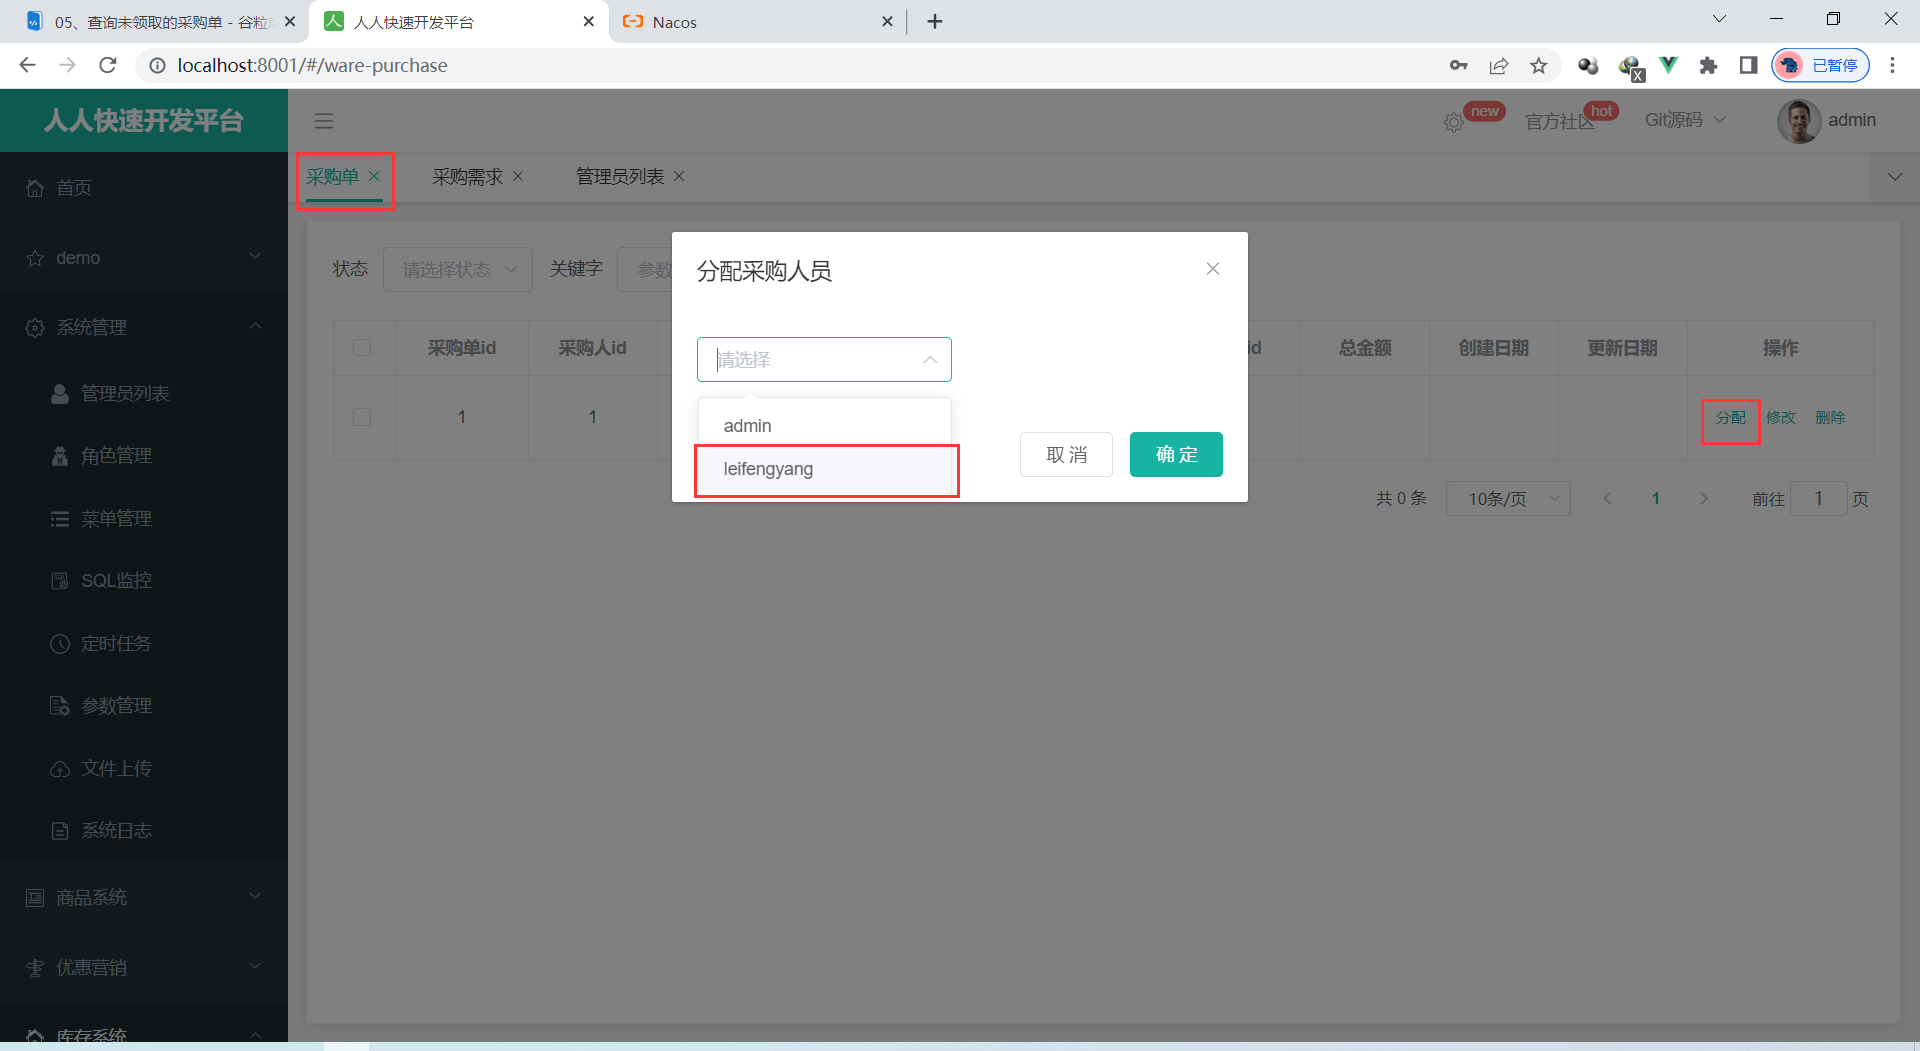 05、查询未领取的采购单 - 谷粒
人人快速开发平台
Nacos
localhost:8001/#/ware-purchase
已暂停
人人快速开发平台
new
官方社区
hot
Git源码
admin
采购单
采购需求
管理员列表
首页
demo
系统管理
管理员列表
角色管理
菜单管理
SQL监控
定时任务
参数管理
文件上传
系统日志
商品系统
优惠营销
库存系统
状态
请选择状态
关键字
参数
采购单id
采购人id
id
总金额
创建日期
更新日期
操作
1
1
分配
修改
删除
共 0 条
10条/页
1
前往
1
页
分配采购人员
请选择
admin
leifengyang
取 消
确 定